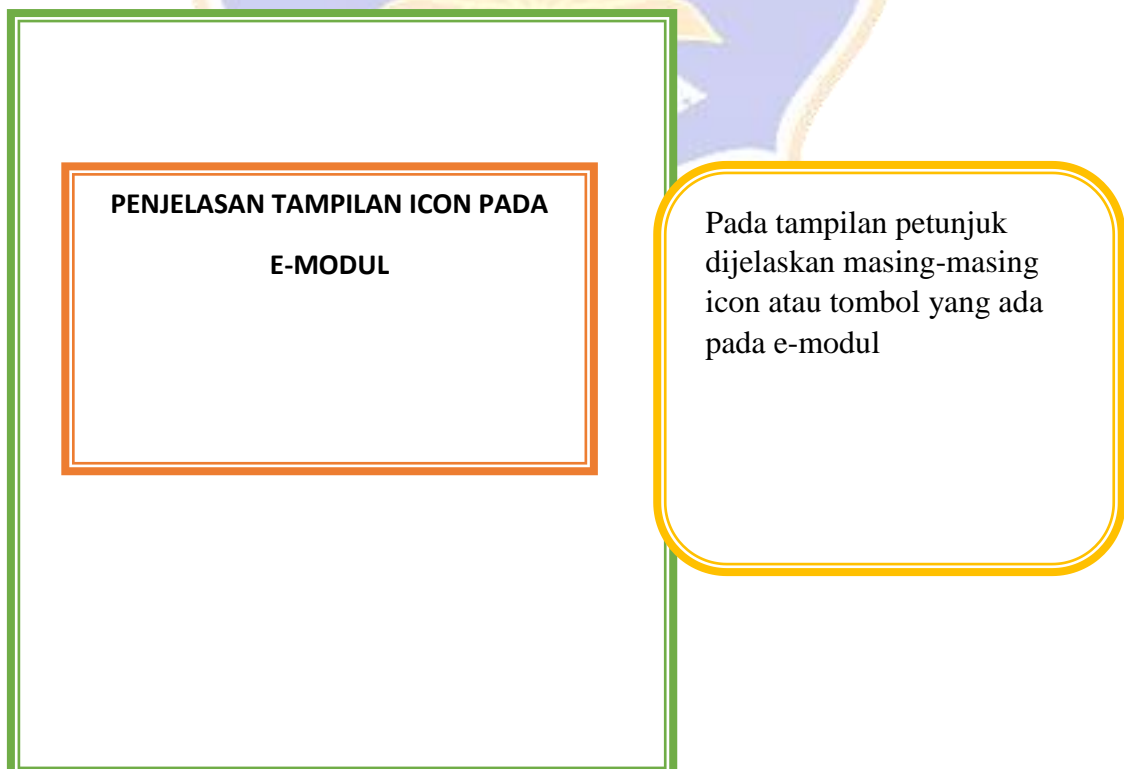 PENJELASAN TAMPILAN ICON PADA
E-MODUL
Pada tampilan petunjuk
dijelaskan masing-masing
icon atau tombol yang ada
pada e-modul